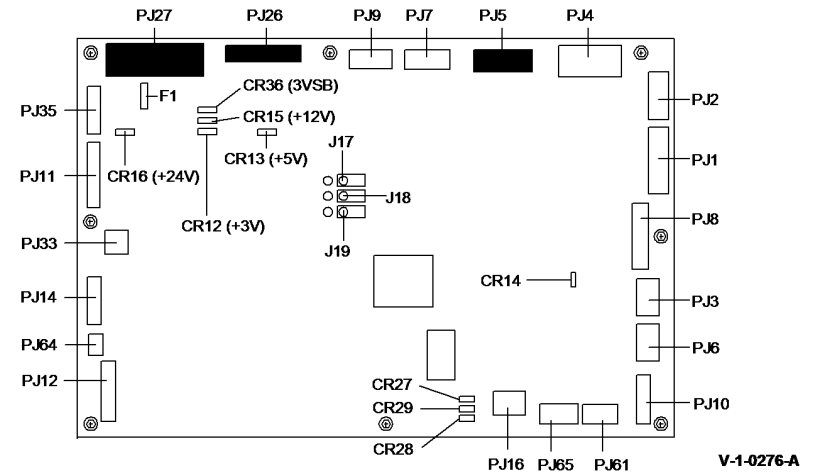 PJ27
PJ26
PJ9
PJ7
PJ5
PJ4
CR36 (3VSB)
F1
PJ35
CR15 (+12V)
PJ2
J17
CR13 (+5V)
PJ1
PJ11
CR16 (+24V)
J18
CR12 (+3V)
PJ8
PJ33
J19
CR14
PJ14
PJ3
PJ64
PJ6
PJ12
CR27
CR29
PJ10
CR28
PJ16
PJ65
PJ61
V-1-0276-A